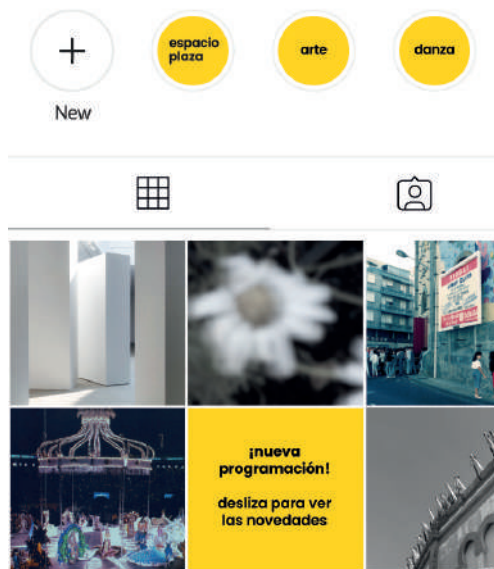 espacio
plaza
arte
danza
New
¡nueva
programación!
desliza para ver
las novedades